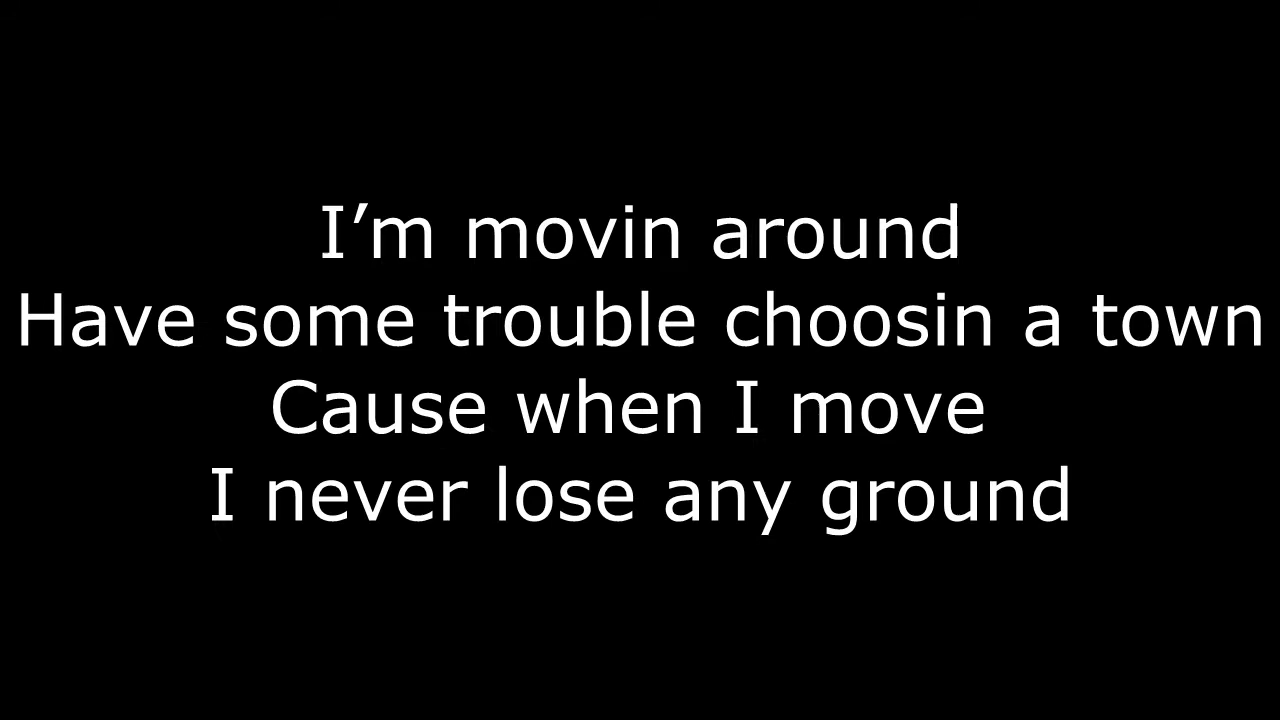 I’m movin around
Have some trouble choosin a town
Cause when I move
I never lose any ground